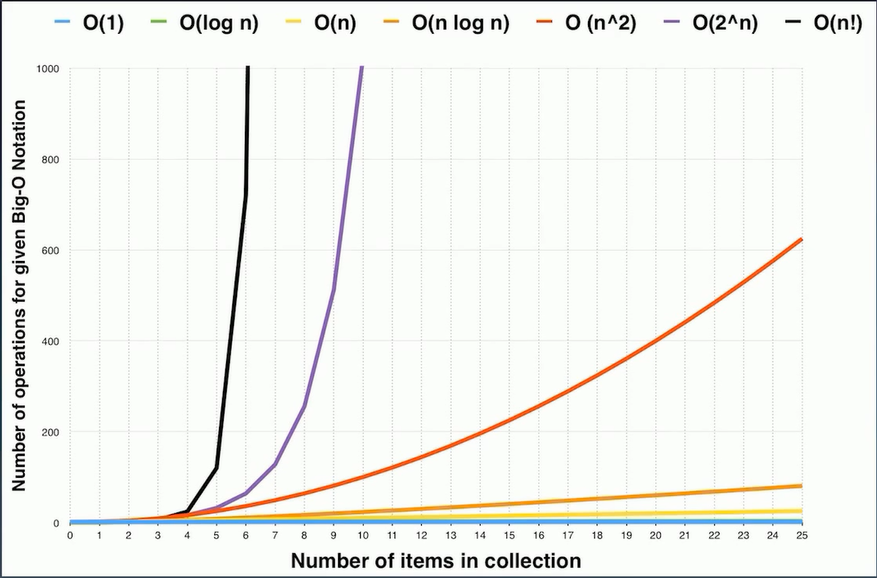 O(1) O(log n) O(n) O(n log n) O (n^2) O(2^n) O(n!)
Number of operations for given Big-O Notation
1000
800
600
400
200
0
0 1 2 3 4 5 6 7 8 9 10 11 12 13 14 15 16 17 18 19 20 21 22 23 24 25
Number of items in collection